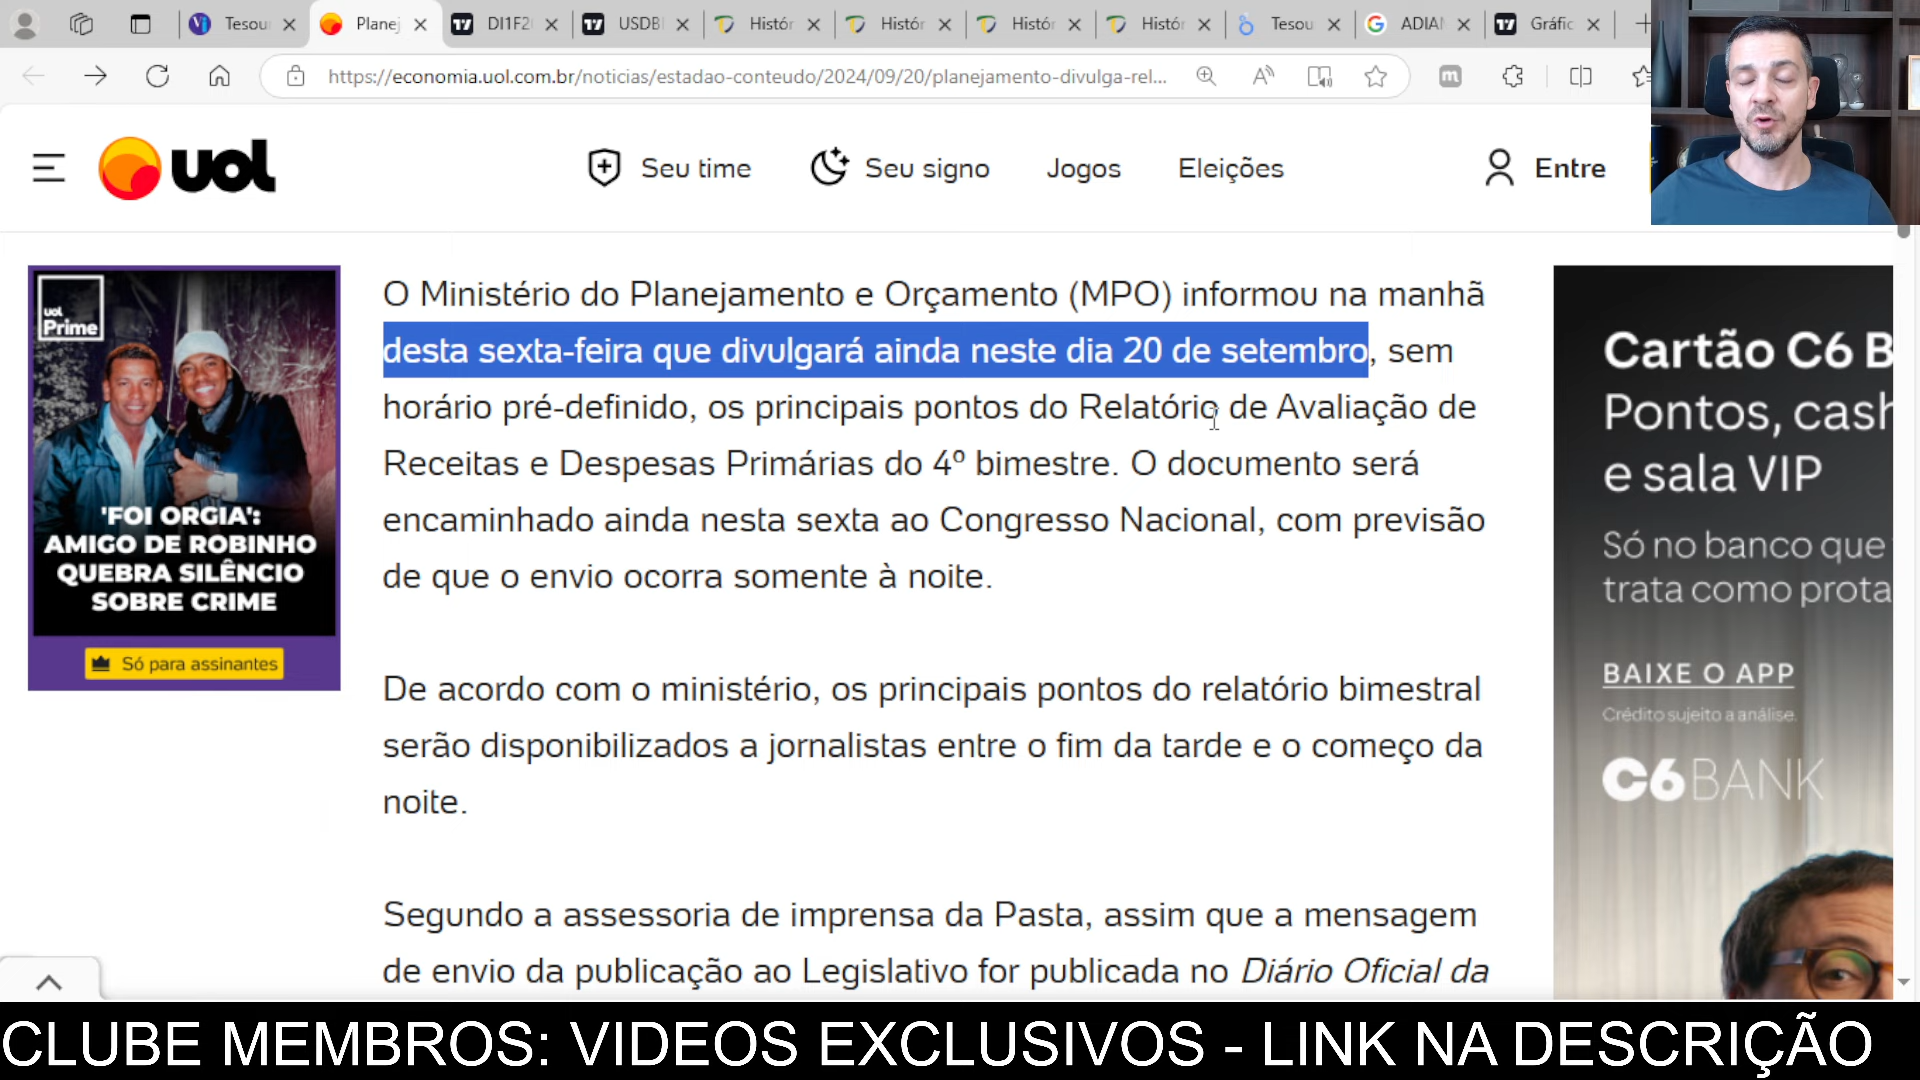 Tesou
Planej
DI1F2
USDB
Histór
Histór
Histór
Histór
Tesou
ADIAN
Gráfic
https://economia.uol.com.br/noticias/estadao-conteudo/2024/09/20/planejamento-divulga-rel...
uol
Seu time
Seu signo
Jogos
Eleições
Entre
uol
Prime
'FOI ORGIA':
AMIGO DE ROBINHO
QUEBRA SILÊNCIO
SOBRE CRIME
Só para assinantes
O Ministério do Planejamento e Orçamento (MPO) informou na manhã
desta sexta-feira que divulgará ainda neste dia 20 de setembro, sem
horário pré-definido, os principais pontos do Relatório de Avaliação de
Receitas e Despesas Primárias do 4º bimestre. O documento será
encaminhado ainda nesta sexta ao Congresso Nacional, com previsão
de que o envio ocorra somente à noite.
De acordo com o ministério, os principais pontos do relatório bimestral
serão disponibilizados a jornalistas entre o fim da tarde e o começo da
noite.
Segundo a assessoria de imprensa da Pasta, assim que a mensagem
de envio da publicação ao Legislativo for publicada no Diário Oficial da
Cartão C6 B
Pontos, cash
e sala VIP
Só no banco que
trata como prota
BAIXE O APP
Crédito sujeito a análise.
C6 BANK
CLUBE MEMBROS: VIDEOS EXCLUSIVOS - LINK NA DESCRIÇÃO